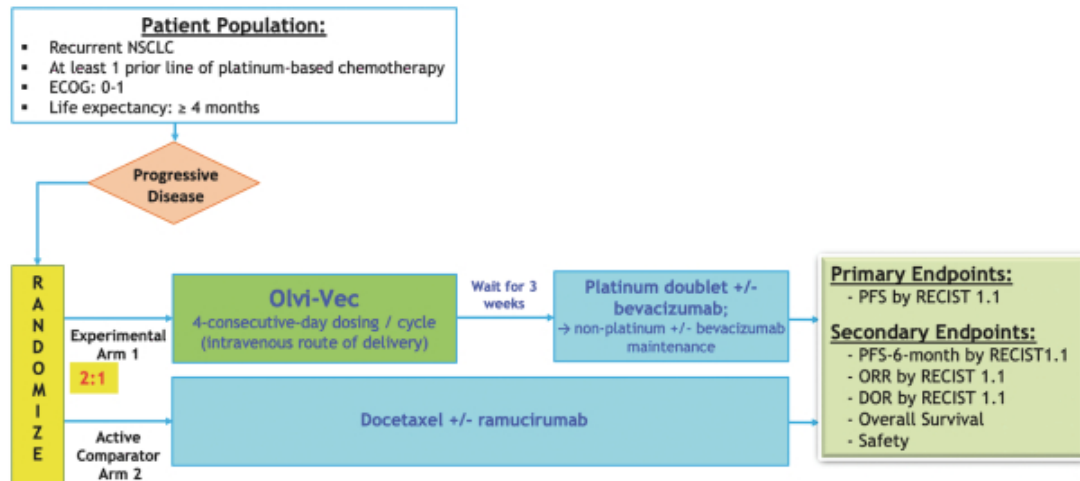 Patient Population:
▪ Recurrent NSCLC
▪ At least 1 prior line of platinum-based chemotherapy
▪ ECOG: 0-1
▪ Life expectancy: ≥ 4 months
Progressive
Disease
RANDOMIZE
Experimental
Arm 1
2:1
Active
Comparator
Arm 2
Olvi-Vec
4-consecutive-day dosing / cycle
(intravenous route of delivery)
Wait for 3
weeks
Platinum doublet +/-
bevacizumab;
→ non-platinum +/- bevacizumab
maintenance
Docetaxel +/- ramucirumab
Primary Endpoints:
- PFS by RECIST 1.1
Secondary Endpoints:
- PFS-6-month by RECIST1.1
- ORR by RECIST 1.1
- DOR by RECIST 1.1
- Overall Survival
- Safety